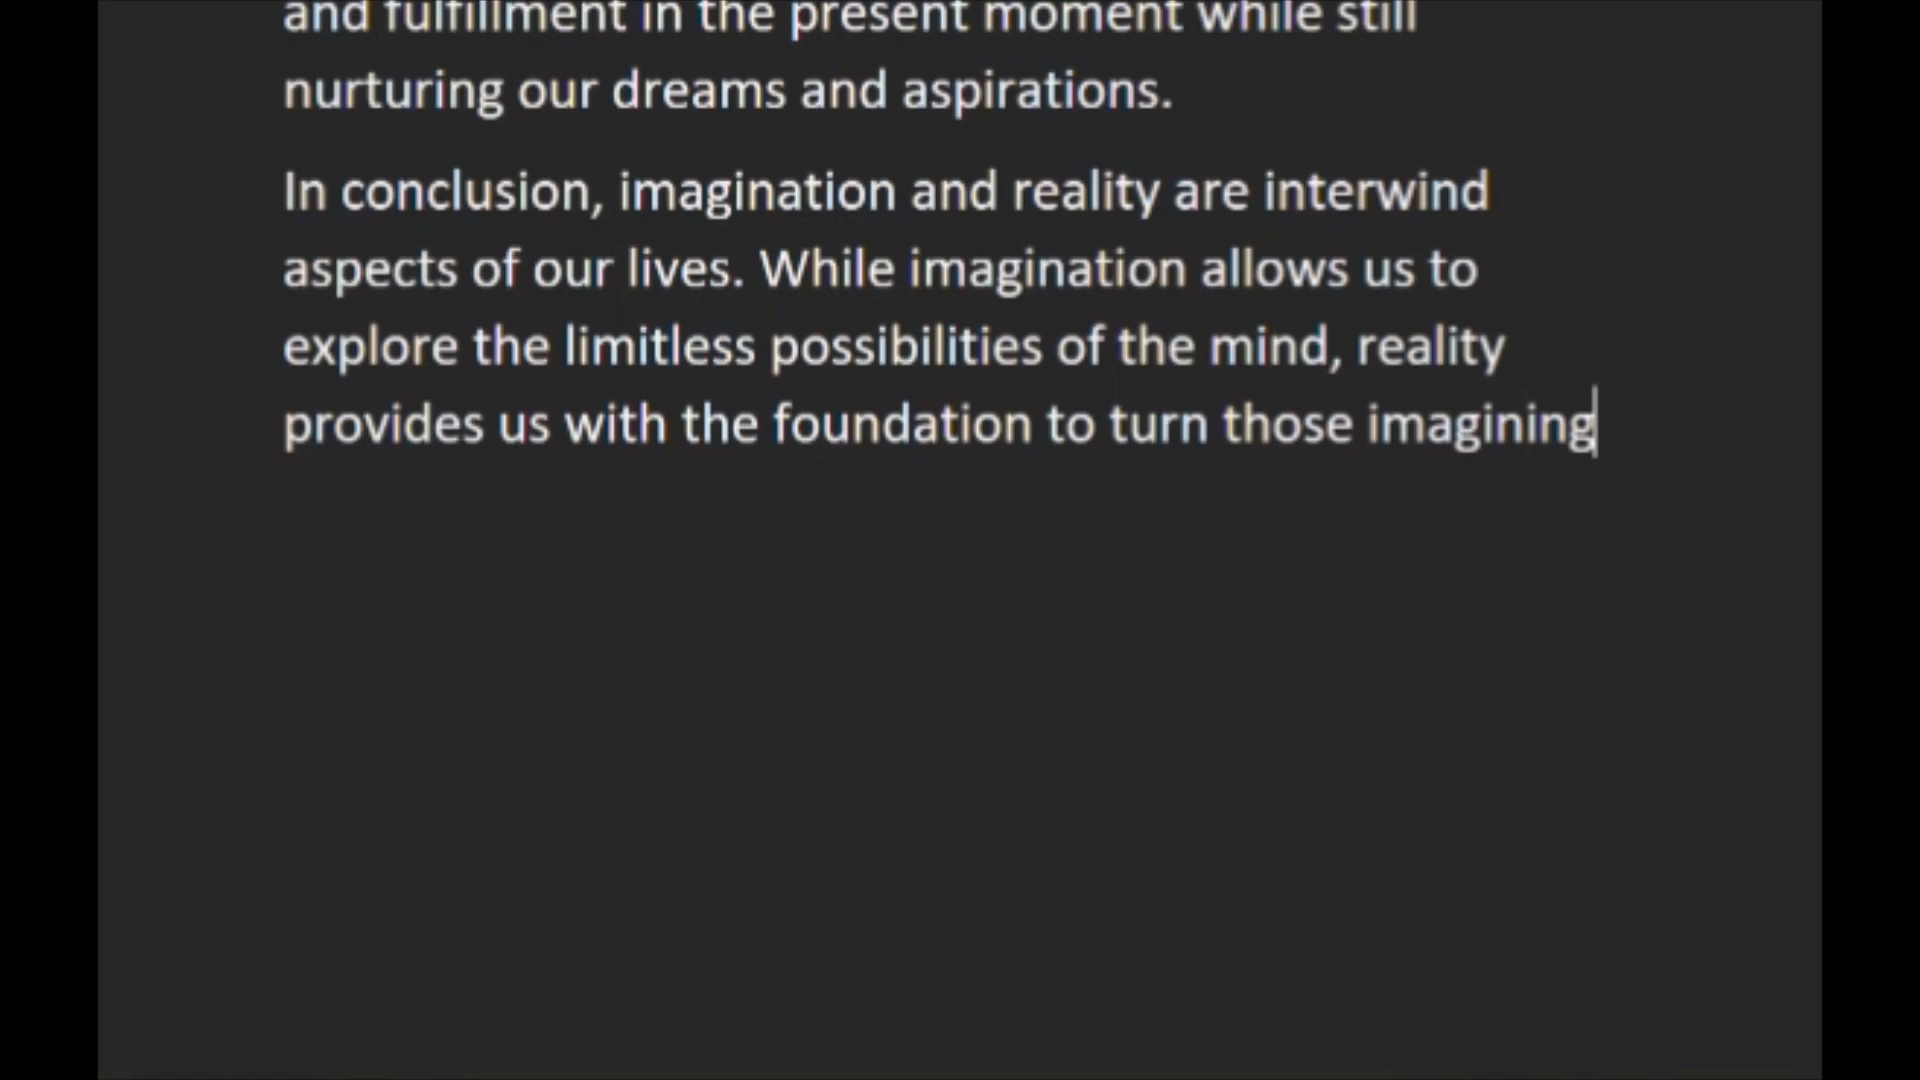 and fulfillment in the present moment while still
nurturing our dreams and aspirations.
In conclusion, imagination and reality are interwind
aspects of our lives. While imagination allows us to
explore the limitless possibilities of the mind, reality
provides us with the foundation to turn those imagining